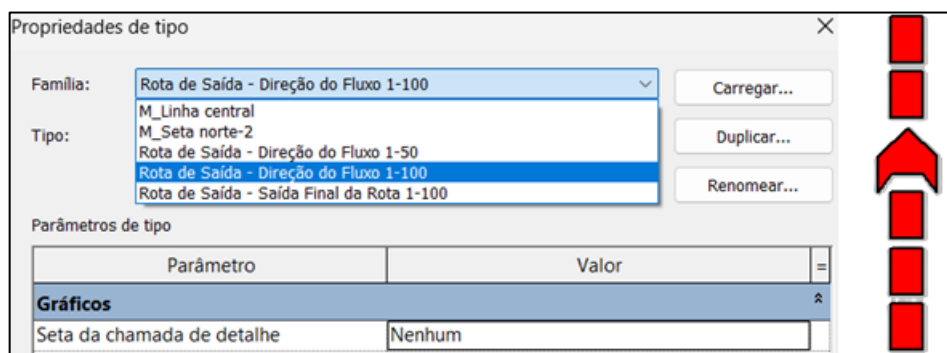 Propriedades de tipo
Família:
Rota de Saída - Direção do Fluxo 1-100
Carregar...
M_Linha central
M_Seta norte-2
Rota de Saída - Direção do Fluxo 1-50
Rota de Saída - Direção do Fluxo 1-100
Rota de Saída - Saída Final da Rota 1-100
Tipo:
Duplicar...
Renomear...
Parâmetros de tipo
Parâmetro Valor =
Gráficos
Seta da chamada de detalhe Nenhum